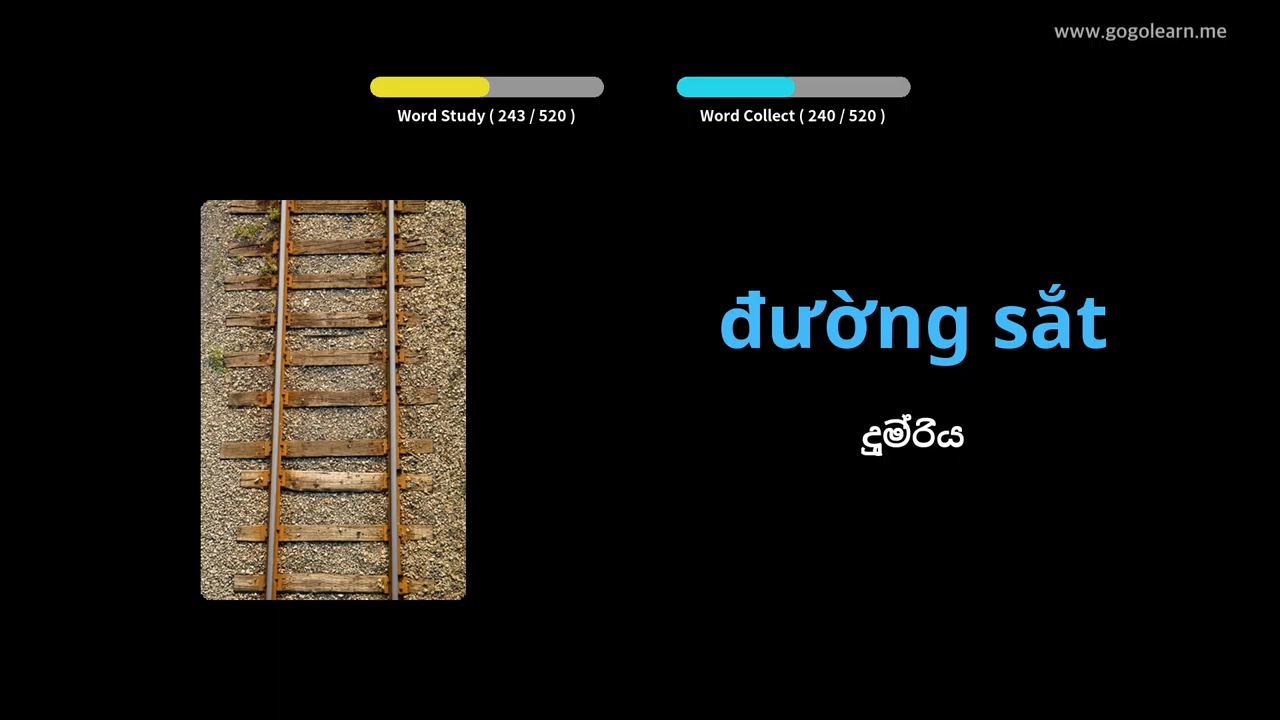 www.gogolearn.me
Word Study ( 243 / 520 )
Word Collect ( 240 / 520 )
đường sắt
දුම්රිය